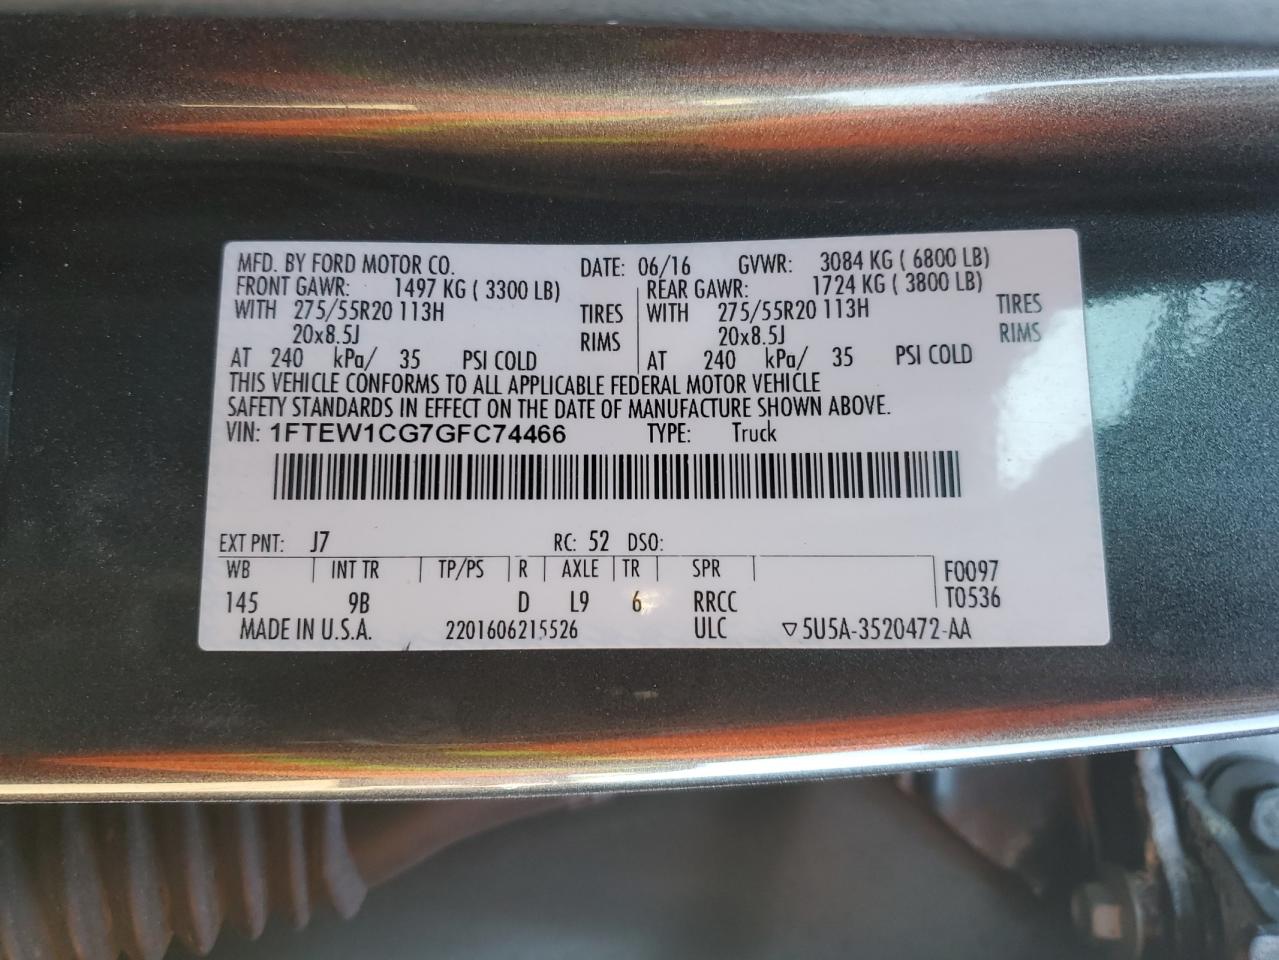 MFD. BY FORD MOTOR CO. DATE: 06/16 GVWR: 3084 KG ( 6800 LB)
FRONT GAWR: 1497 KG ( 3300 LB) REAR GAWR: 1724 KG ( 3800 LB)
WITH 275/55R20 113H TIRES WITH 275/55R20 113H TIRES
20x8.5J RIMS 20x8.5J RIMS
AT 240 kPa/ 35 PSI COLD AT 240 kPa/ 35 PSI COLD
THIS VEHICLE CONFORMS TO ALL APPLICABLE FEDERAL MOTOR VEHICLE
SAFETY STANDARDS IN EFFECT ON THE DATE OF MANUFACTURE SHOWN ABOVE.
VIN: 1FTEW1CG7GFC74466 TYPE: Truck
EXT PNT: J7 RC: 52 DSO:
WB INT TR TP/PS R AXLE TR SPR F0097
145 9B D L9 6 RRCC T0536
MADE IN U.S.A. 2201606215526 ULC ▽5U5A-3520472-AA